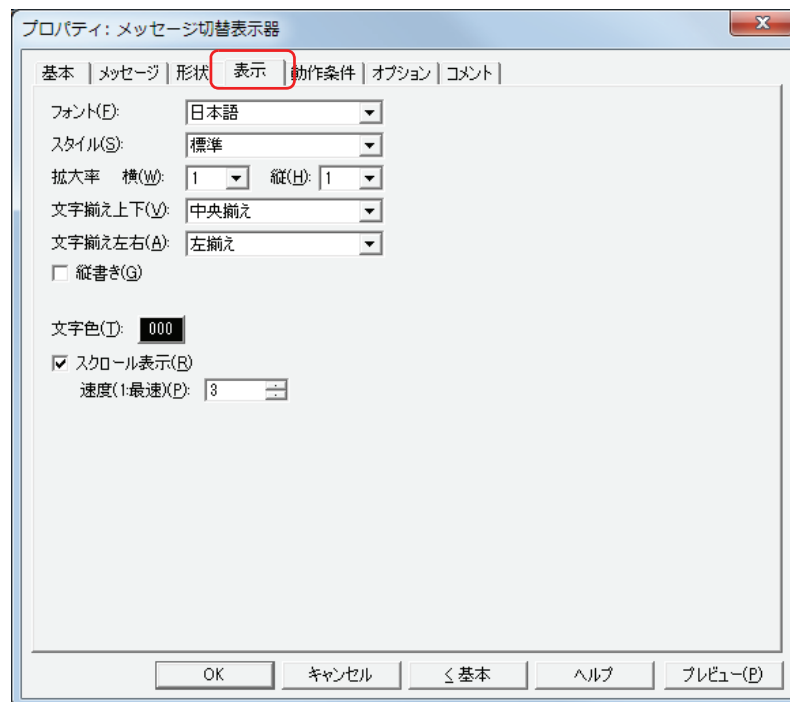 プロパティ: メッセージ切替表示器
基本 メッセージ 形状 表示 動作条件 オプション コメント
フォント(F): 日本語
スタイル(S): 標準
拡大率 横(W): 1 縦(H): 1
文字揃え上下(V): 中央揃え
文字揃え左右(A): 左揃え
縦書き(G)
文字色(T): 000
スクロール表示(R)
速度(1:最速)(P): 3
OK キャンセル < 基本 ヘルプ プレビュー(P)